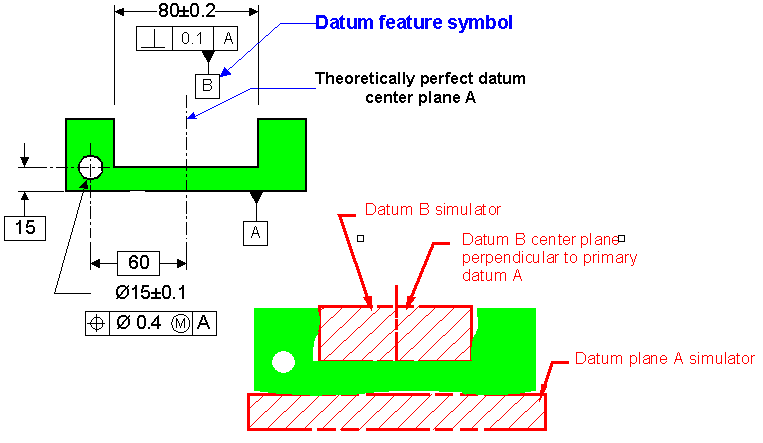 80±0.2
Datum feature symbol
⊥ 0.1 A
B
Theoretically perfect datum
center plane A
15
A
60
Ø15±0.1
⌖ Ø 0.4 Ⓜ A
Datum B simulator
Datum B center plane
perpendicular to primary
datum A
Datum plane A simulator